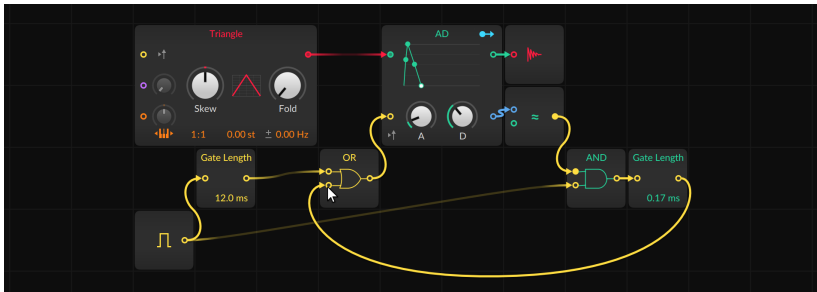 Triangle
AD
Skew
Fold
A
D
1:1
0.00 st
± 0.00 Hz
Gate Length
OR
AND
Gate Length
12.0 ms
0.17 ms